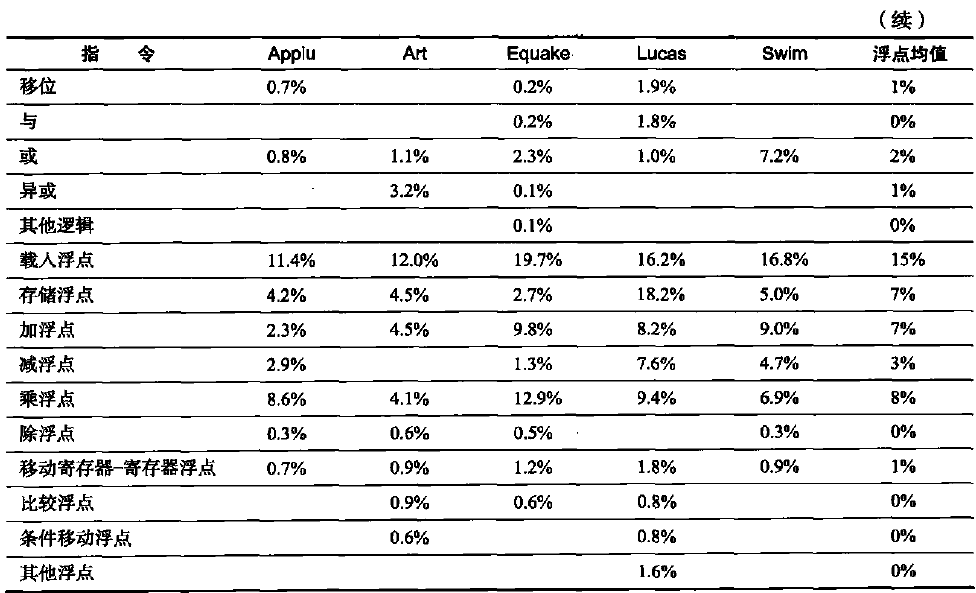 （续）
指 令 Applu Art Equake Lucas Swim 浮点均值
移位 0.7% 0.2% 1.9% 1%
与 0.2% 1.8% 0%
或 0.8% 1.1% 2.3% 1.0% 7.2% 2%
异或 3.2% 0.1% 1%
其他逻辑 0.1% 0%
载人浮点 11.4% 12.0% 19.7% 16.2% 16.8% 15%
存储浮点 4.2% 4.5% 2.7% 18.2% 5.0% 7%
加浮点 2.3% 4.5% 9.8% 8.2% 9.0% 7%
减浮点 2.9% 1.3% 7.6% 4.7% 3%
乘浮点 8.6% 4.1% 12.9% 9.4% 6.9% 8%
除浮点 0.3% 0.6% 0.5% 0.3% 0%
移动寄存器-寄存器浮点 0.7% 0.9% 1.2% 1.8% 0.9% 1%
比较浮点 0.9% 0.6% 0.8% 0%
条件移动浮点 0.6% 0.8% 0%
其他浮点 1.6% 0%